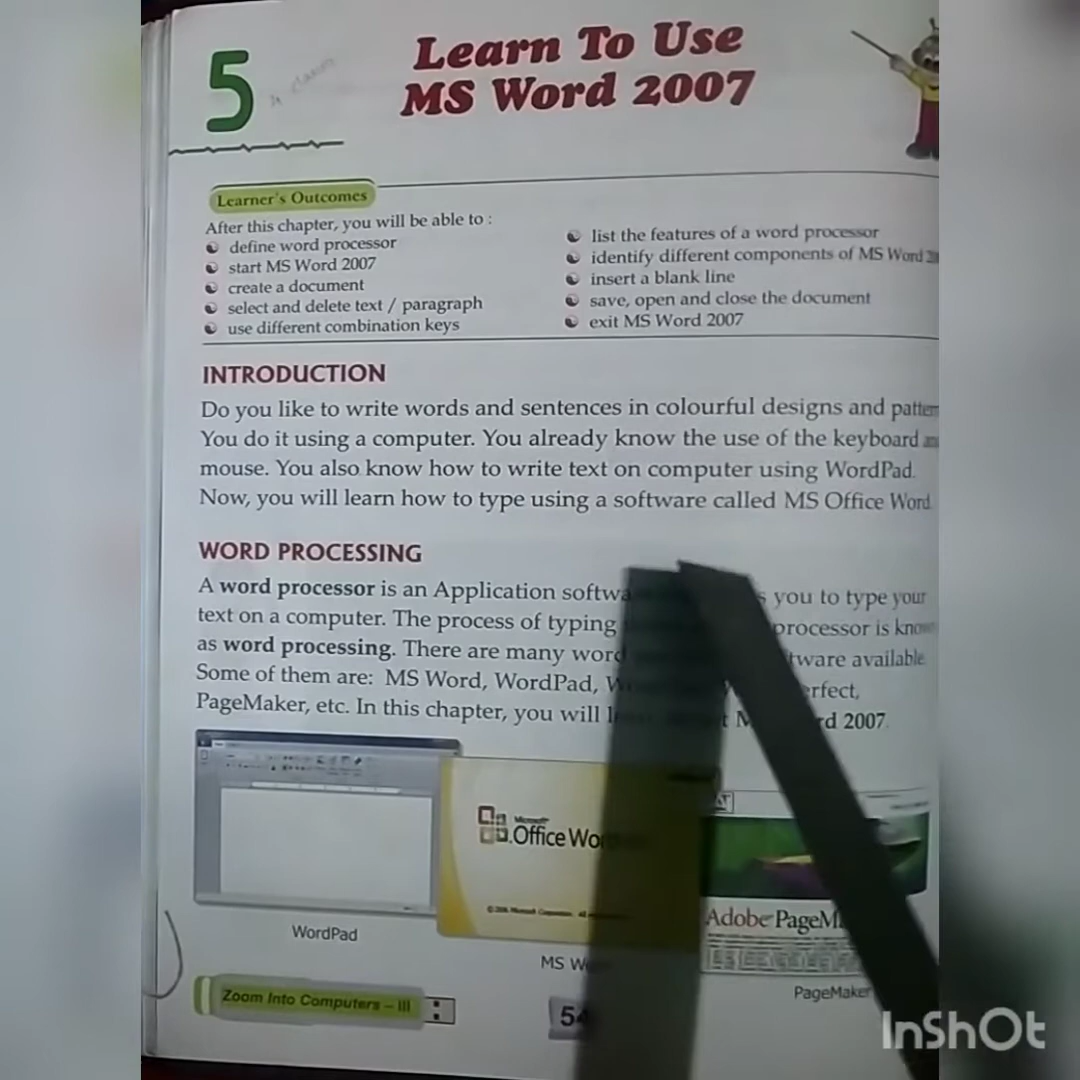 5
Learn To Use
MS Word 2007
Learner's Outcomes
After this chapter, you will be able to :
define word processor
start MS Word 2007
create a document
select and delete text / paragraph
use different combination keys
list the features of a word processor
identify different components of MS Word
insert a blank line
save, open and close the document
exit MS Word 2007
INTRODUCTION
Do you like to write words and sentences in colourful designs and
You do it using a computer. You already know the use of the keyboard
mouse. You also know how to write text on computer using WordPad.
Now, you will learn how to type using a software called MS Office Word
WORD PROCESSING
A word processor is an Application you to type your
text on a computer. The process of typing processor is
as word processing. There are many word available
Some of them are: MS Word, WordPad,
PageMaker, etc. In this chapter, you will 2007.
Microsoft
Office
Adobe
WordPad
MS
PageMaker
Zoom Into Computers – III
54
InShOt